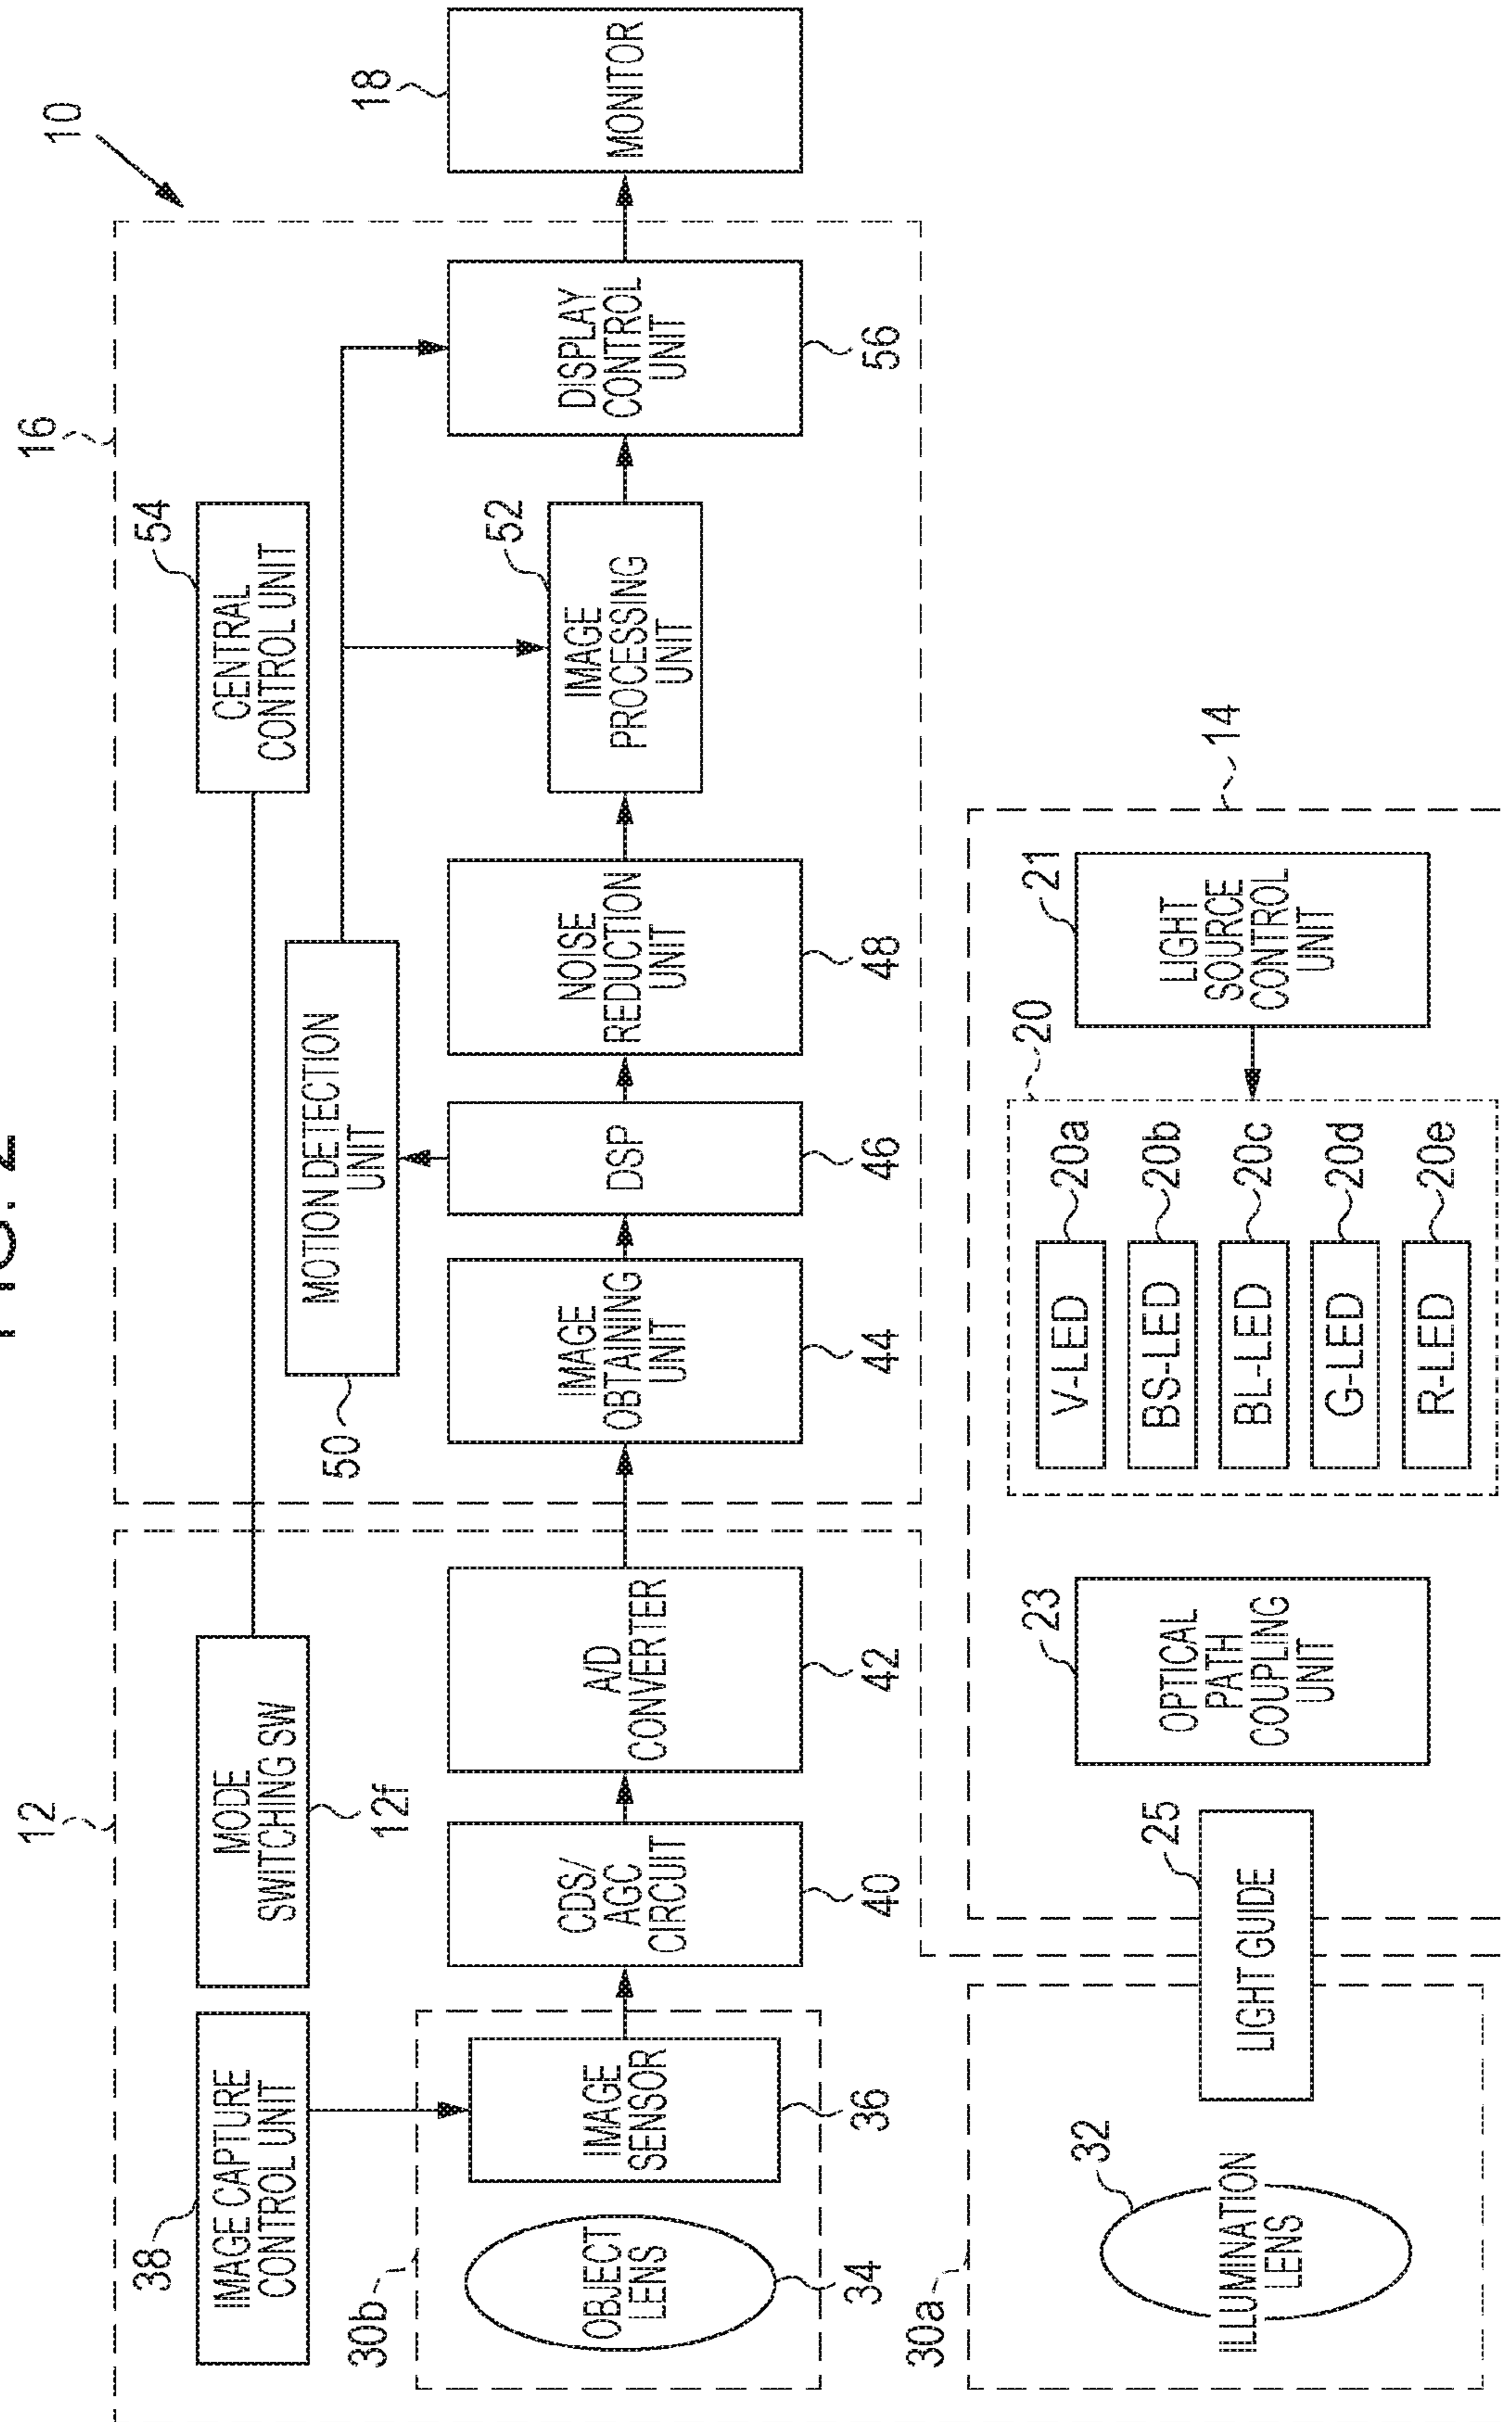 FIG. 2
10
16
12
18
MONITOR
54
CENTRAL
CONTROL UNIT
MODE
SWITCHING SW
12f
38
IMAGE CAPTURE
CONTROL UNIT
50
MOTION DETECTION
UNIT
30b
OBJECT
LENS
34
IMAGE
SENSOR
36
CDS/
AGC
CIRCUIT
40
A/D
CONVERTER
42
IMAGE
OBTAINING
UNIT
44
DSP
46
NOISE
REDUCTION
UNIT
48
52
IMAGE
PROCESSING
UNIT
DISPLAY
CONTROL
UNIT
56
30a
32
ILLUMINATION
LENS
25
LIGHT GUIDE
23
OPTICAL
PATH
COUPLING
UNIT
20
V-LED 20a
BS-LED 20b
BL-LED 20c
G-LED 20d
R-LED 20e
21
LIGHT
SOURCE
CONTROL
UNIT
14